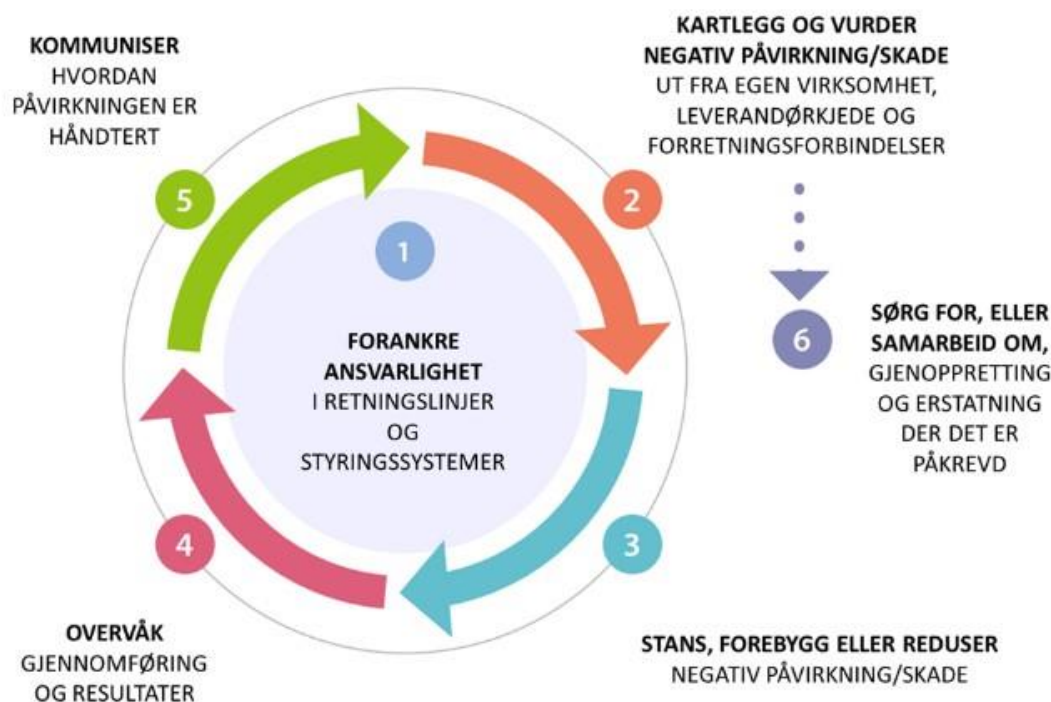 1
FORANKRE
ANSVARLIGHET
I RETNINGSLINJER
OG
STYRINGSSYSTEMER
2
KARTLEGG OG VURDER
NEGATIV PÅVIRKNING/SKADE
UT FRA EGEN VIRKSOMHET,
LEVERANDØRKJEDE OG
FORRETNINGSFORBINDELSER
3
STANS, FOREBYGG ELLER REDUSER
NEGATIV PÅVIRKNING/SKADE
4
OVERVÅK
GJENNOMFØRING
OG RESULTATER
5
KOMMUNISER
HVORDAN
PÅVIRKNINGEN ER
HÅNDTERT
6
SØRG FOR, ELLER
SAMARBEID OM,
GJENOPPRETTING
OG ERSTATNING
DER DET ER
PÅKREVD